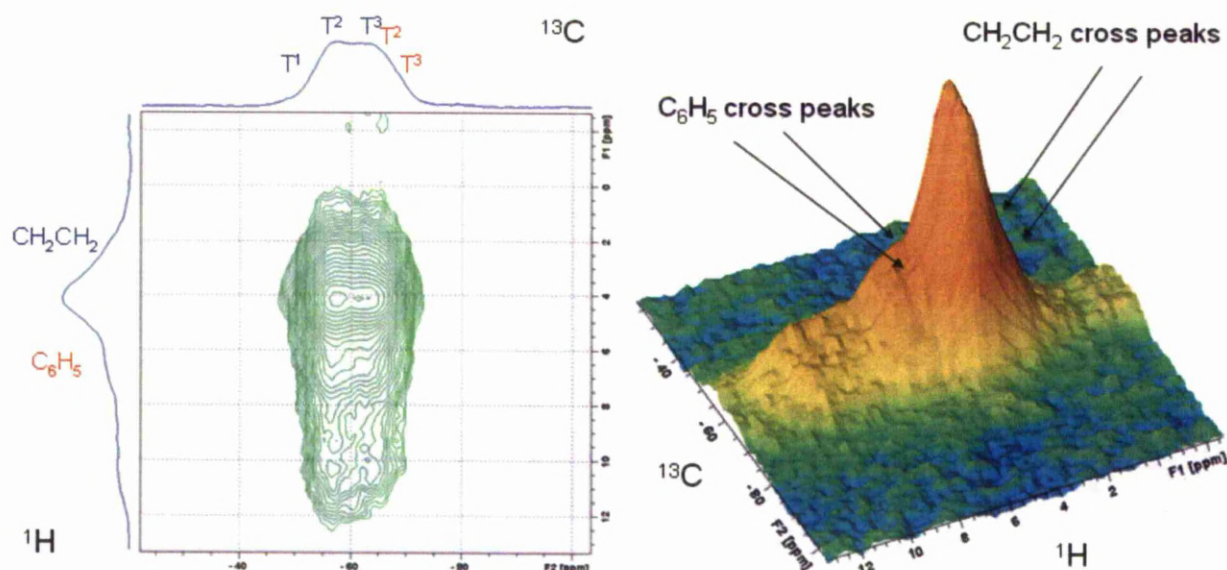 T¹ T² T³ T² T³ ¹³C
CH₂CH₂
C₆H₅
¹H
F1 [ppm]
0
2
4
6
8
10
12
-40 -60 -80 F2 [ppm]
CH₂CH₂ cross peaks
C₆H₅ cross peaks
¹³C
-40
-60
-80
F2 [ppm]
12 10 8 6 4 2 F1 [ppm]
¹H